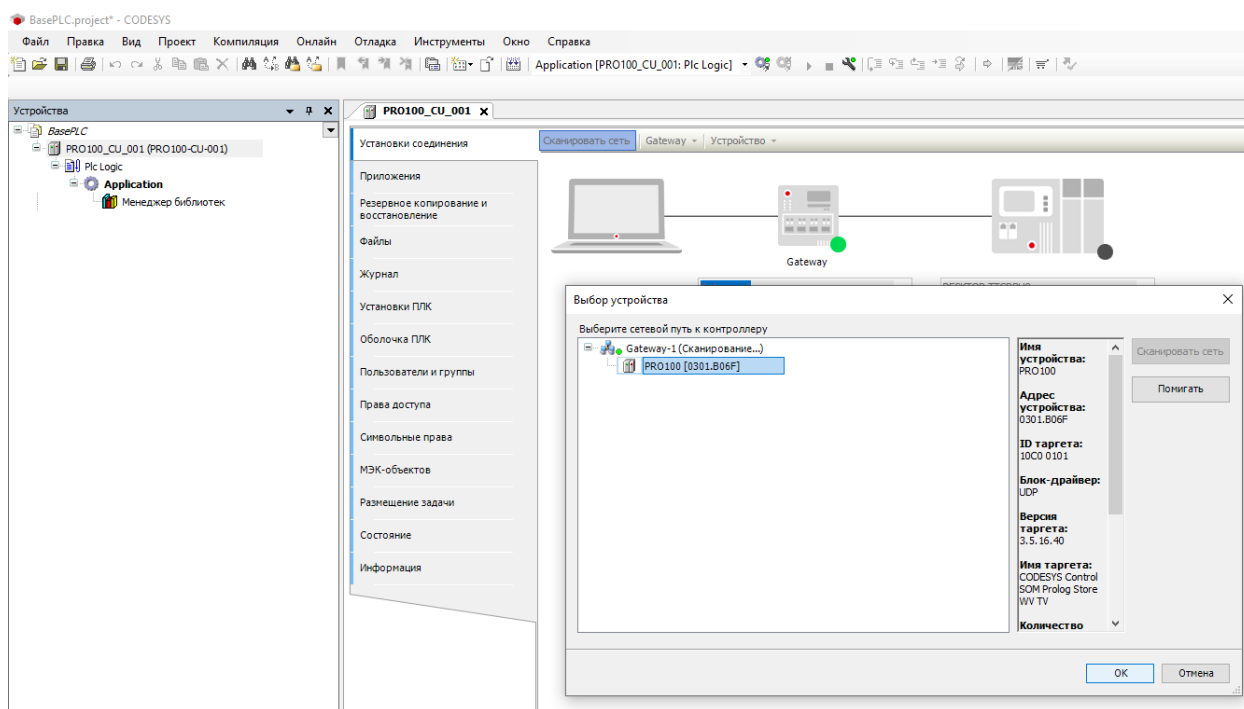 BasePLC.project* - CODESYS
Файл Правка Вид Проект Компиляция Онлайн Отладка Инструменты Окно Справка
Application [PRO100_CU_001: Plc Logic]
Устройства
BasePLC
PRO100_CU_001 (PRO100-CU-001)
Plc Logic
Application
Менеджер библиотек
PRO100_CU_001
Установки соединения
Приложения
Резервное копирование и
восстановление
Файлы
Журнал
Установки ПЛК
Оболочка ПЛК
Пользователи и группы
Права доступа
Символьные права
МЭК-объектов
Размещение задачи
Состояние
Информация
Сканировать сеть Gateway Устройство
Gateway
Выбор устройства
Выберите сетевой путь к контроллеру
Gateway-1 (Сканирование...)
PRO100 [0301.B06F]
Имя
устройства:
PRO100
Адрес
устройства:
0301.B06F
ID таргета:
10C0 0101
Блок-драйвер:
UDP
Версия
таргета:
3.5.16.40
Имя таргета:
CODESYS Control
SOM Prolog Store
WV TV
Количество
Сканировать сеть
Помигать
OK Отмена